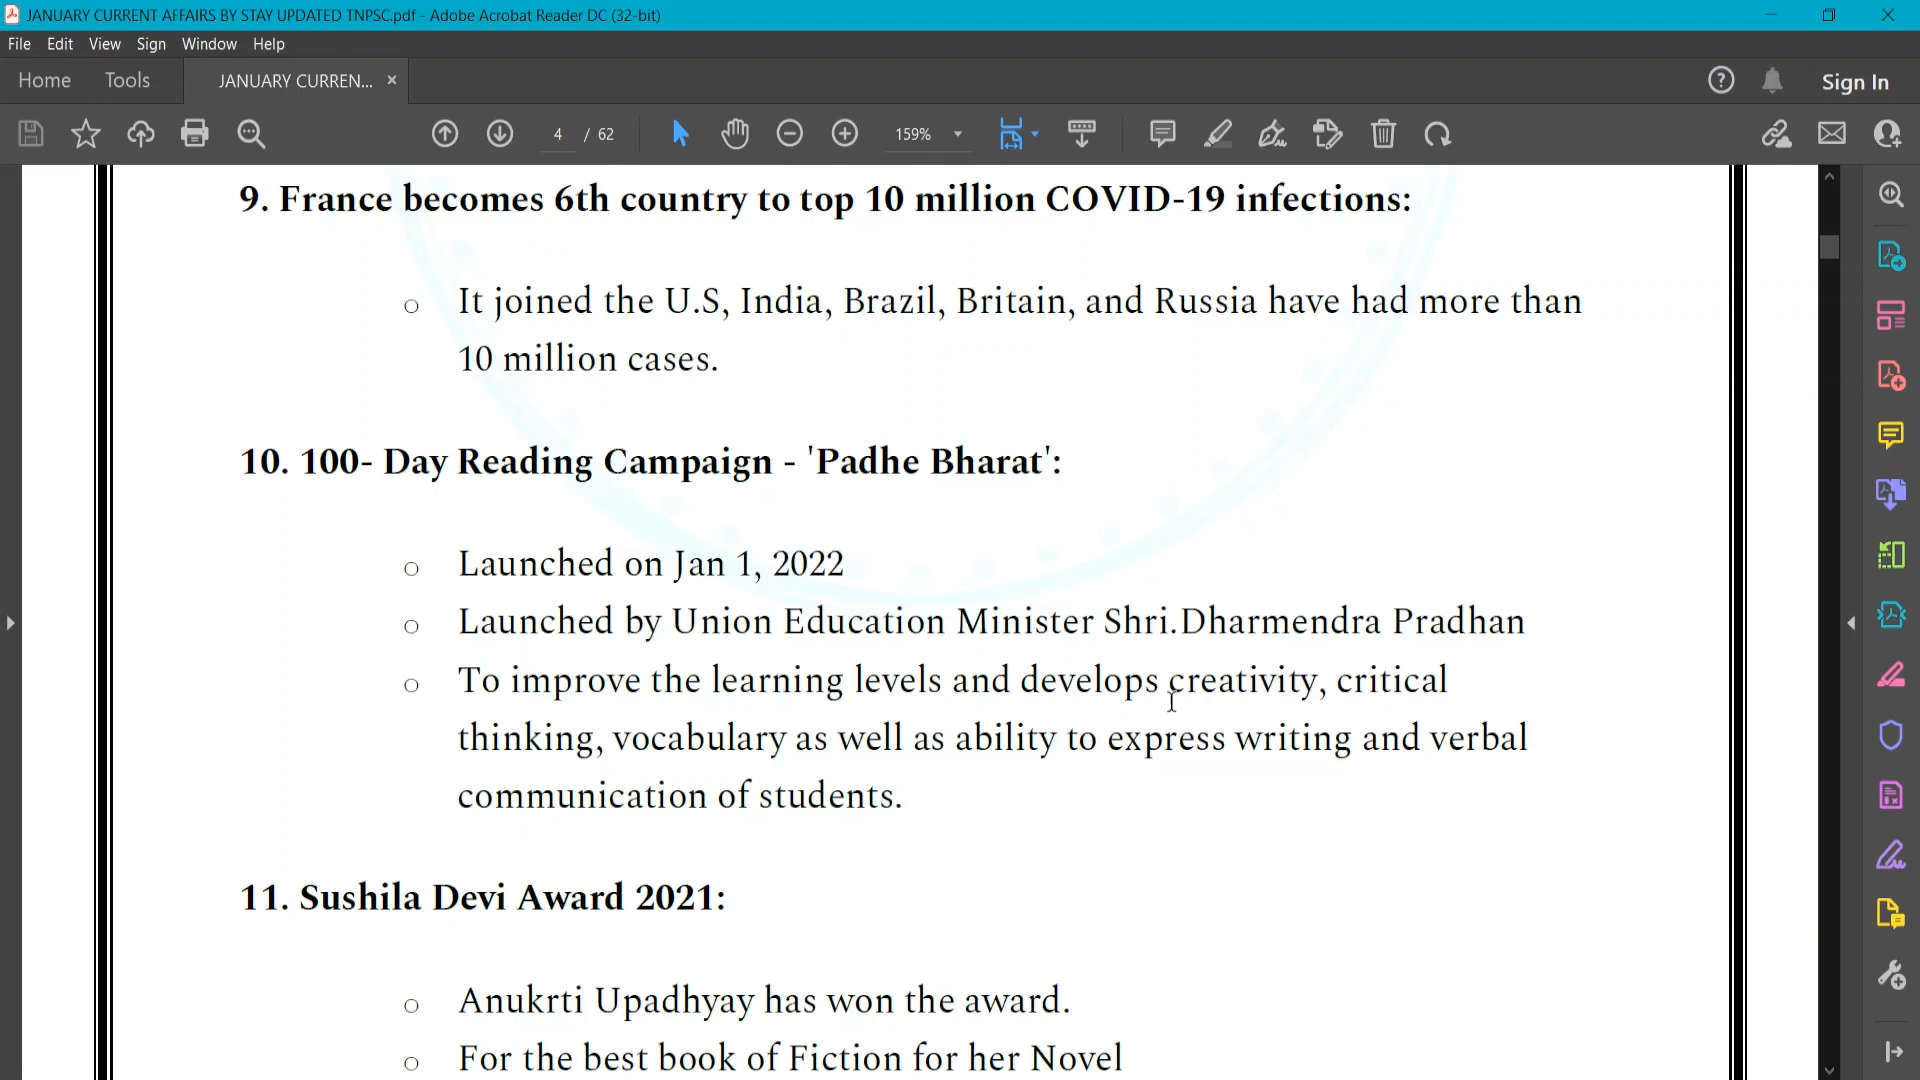 JANUARY CURRENT AFFAIRS BY STAY UPDATED TNPSC.pdf - Adobe Acrobat Reader DC (32-bit)
File Edit View Sign Window Help
Home Tools JANUARY CURREN... × Sign In
4 / 62 159%
9. France becomes 6th country to top 10 million COVID-19 infections:
○ It joined the U.S, India, Brazil, Britain, and Russia have had more than
10 million cases.
10. 100- Day Reading Campaign - 'Padhe Bharat':
○ Launched on Jan 1, 2022
○ Launched by Union Education Minister Shri.Dharmendra Pradhan
○ To improve the learning levels and develops creativity, critical
thinking, vocabulary as well as ability to express writing and verbal
communication of students.
11. Sushila Devi Award 2021:
○ Anukrti Upadhyay has won the award.
○ For the best book of Fiction for her Novel